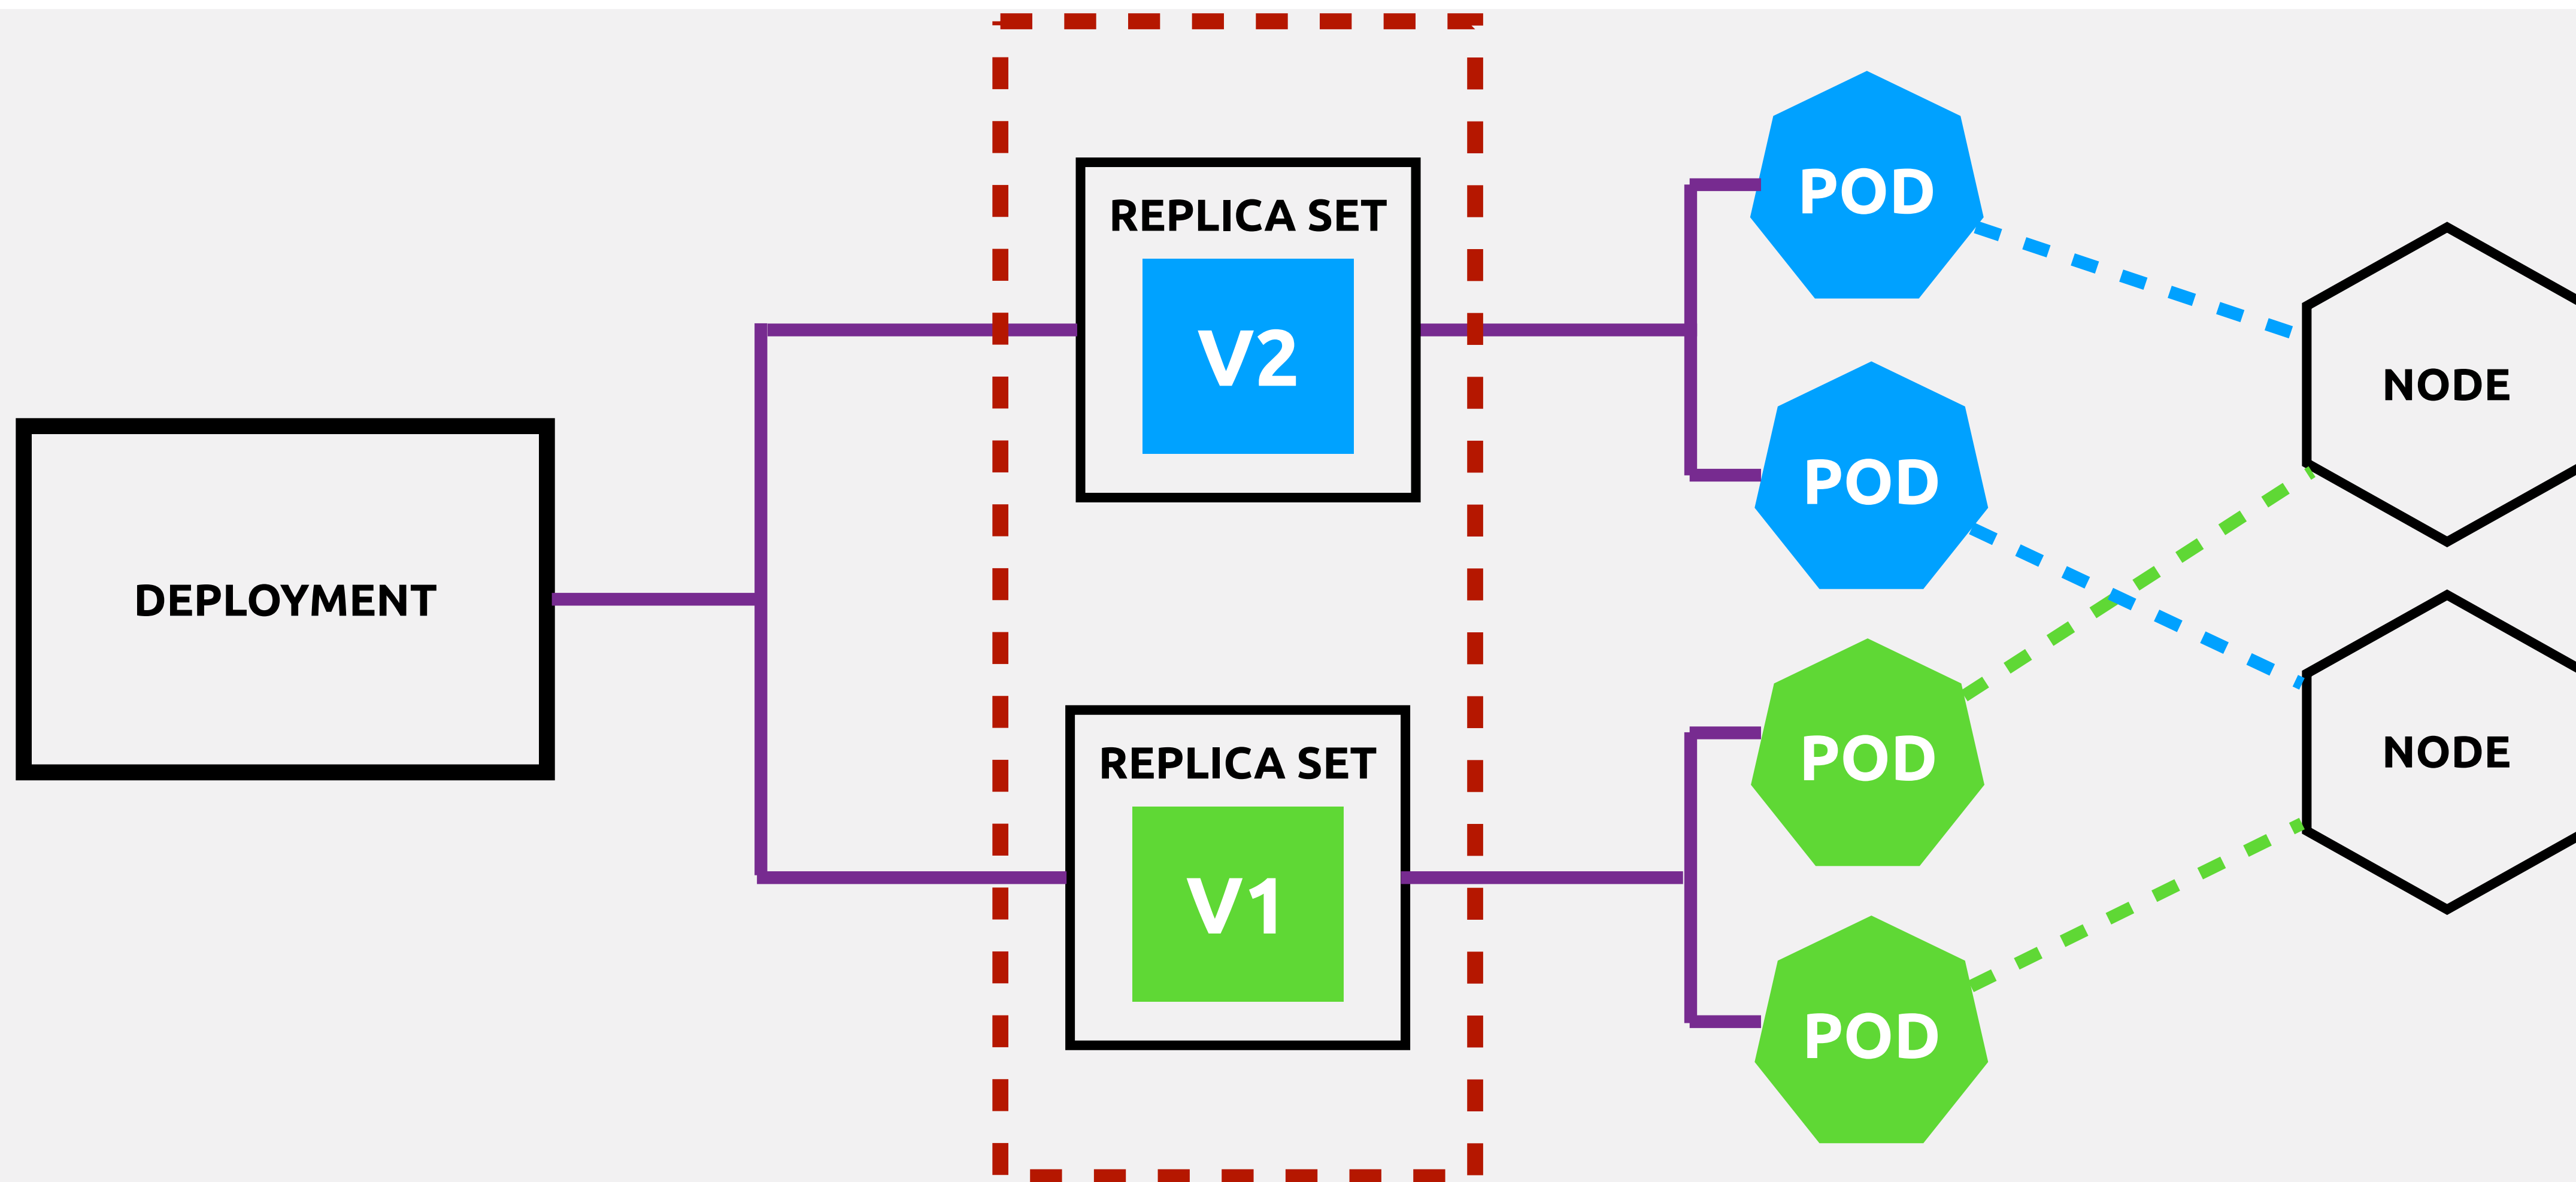 DEPLOYMENT
REPLICA SET
V2
REPLICA SET
V1
POD
POD
POD
POD
NODE
NODE